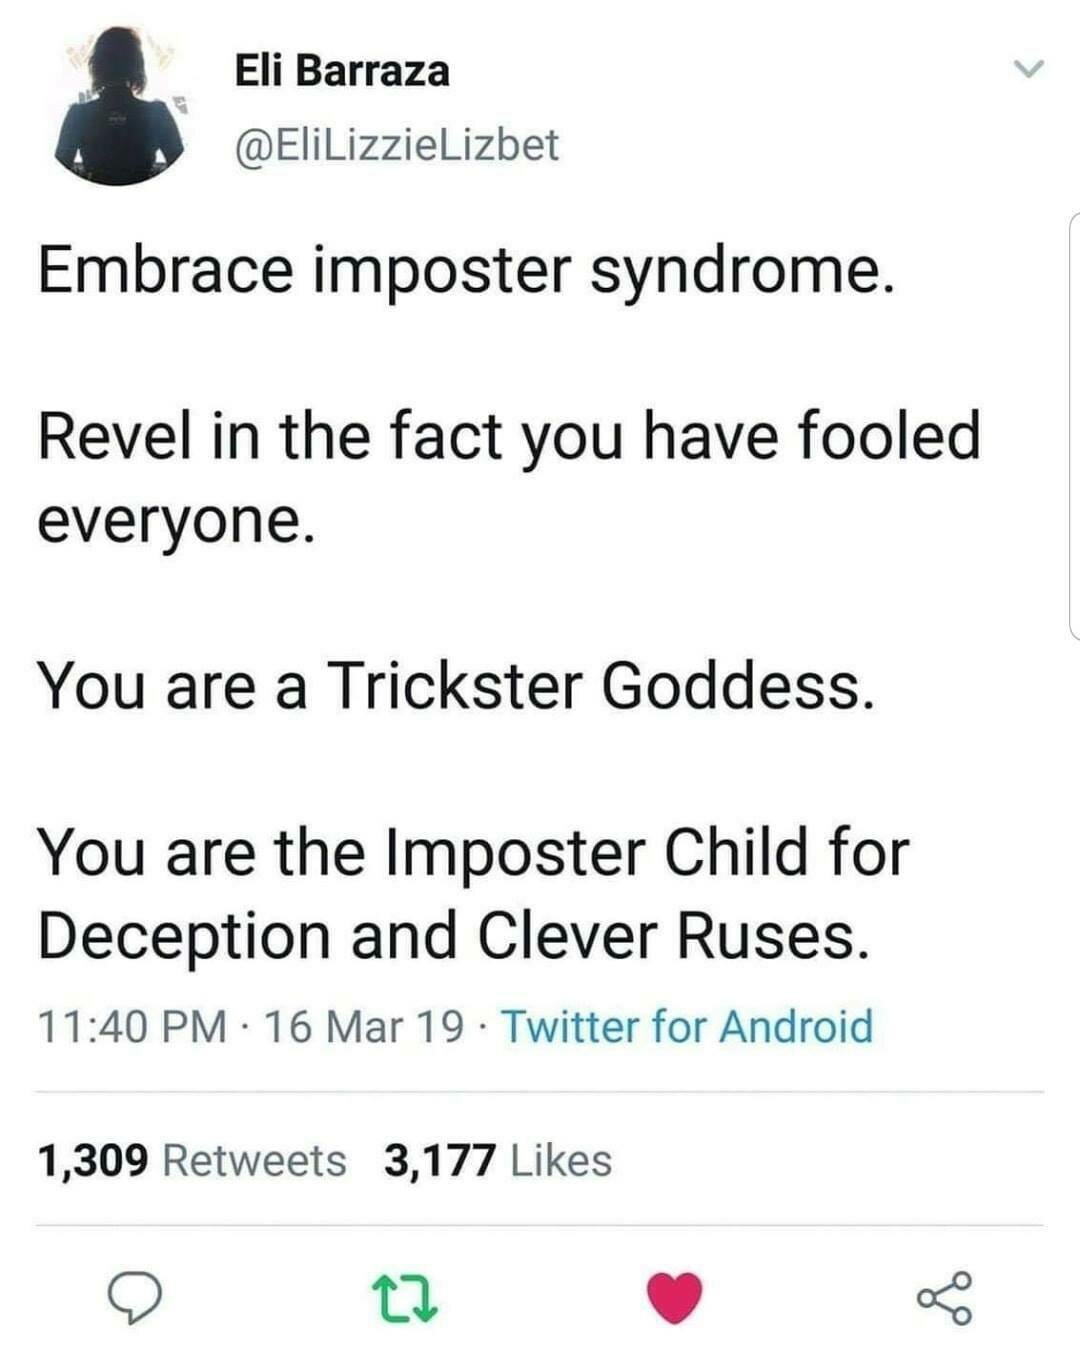 Eli Barraza
@EliLizzieLizbet
Embrace imposter syndrome.
Revel in the fact you have fooled
everyone.
You are a Trickster Goddess.
You are the Imposter Child for
Deception and Clever Ruses.
11:40 PM · 16 Mar 19 · Twitter for Android
1,309 Retweets 3,177 Likes